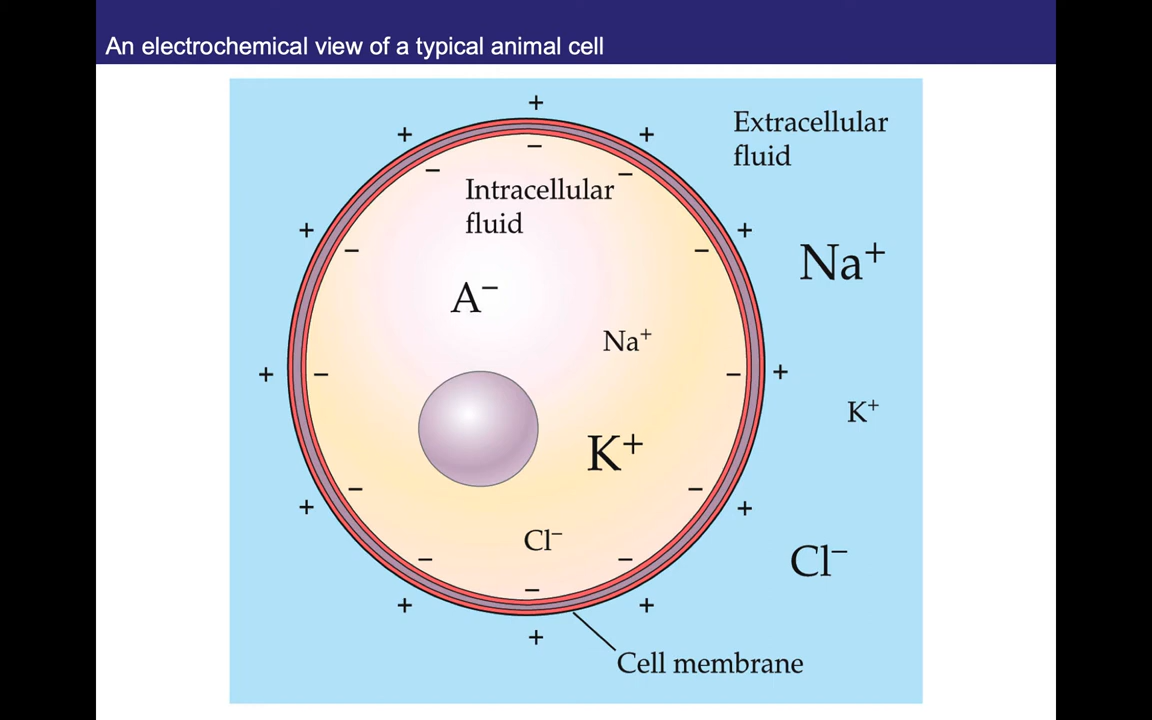 An electrochemical view of a typical animal cell
Extracellular
fluid
Intracellular
fluid
Na⁺
A⁻
Na⁺
K⁺
K⁺
Cl⁻
Cl⁻
Cell membrane
+
+
+
+
+
+
+
+
+
+
+
+
−
−
−
−
−
−
−
−
−
−
−
−